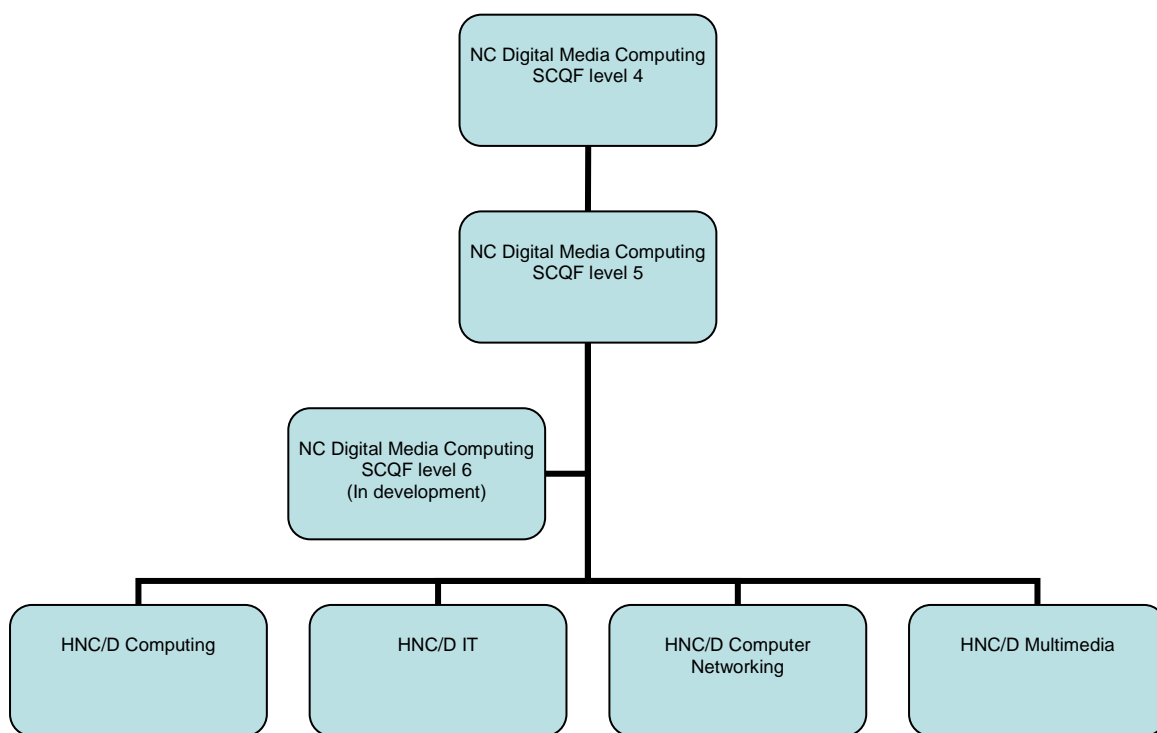 NC Digital Media Computing
SCQF level 4
NC Digital Media Computing
SCQF level 5
NC Digital Media Computing
SCQF level 6
(In development)
HNC/D Computing
HNC/D IT
HNC/D Computer
Networking
HNC/D Multimedia